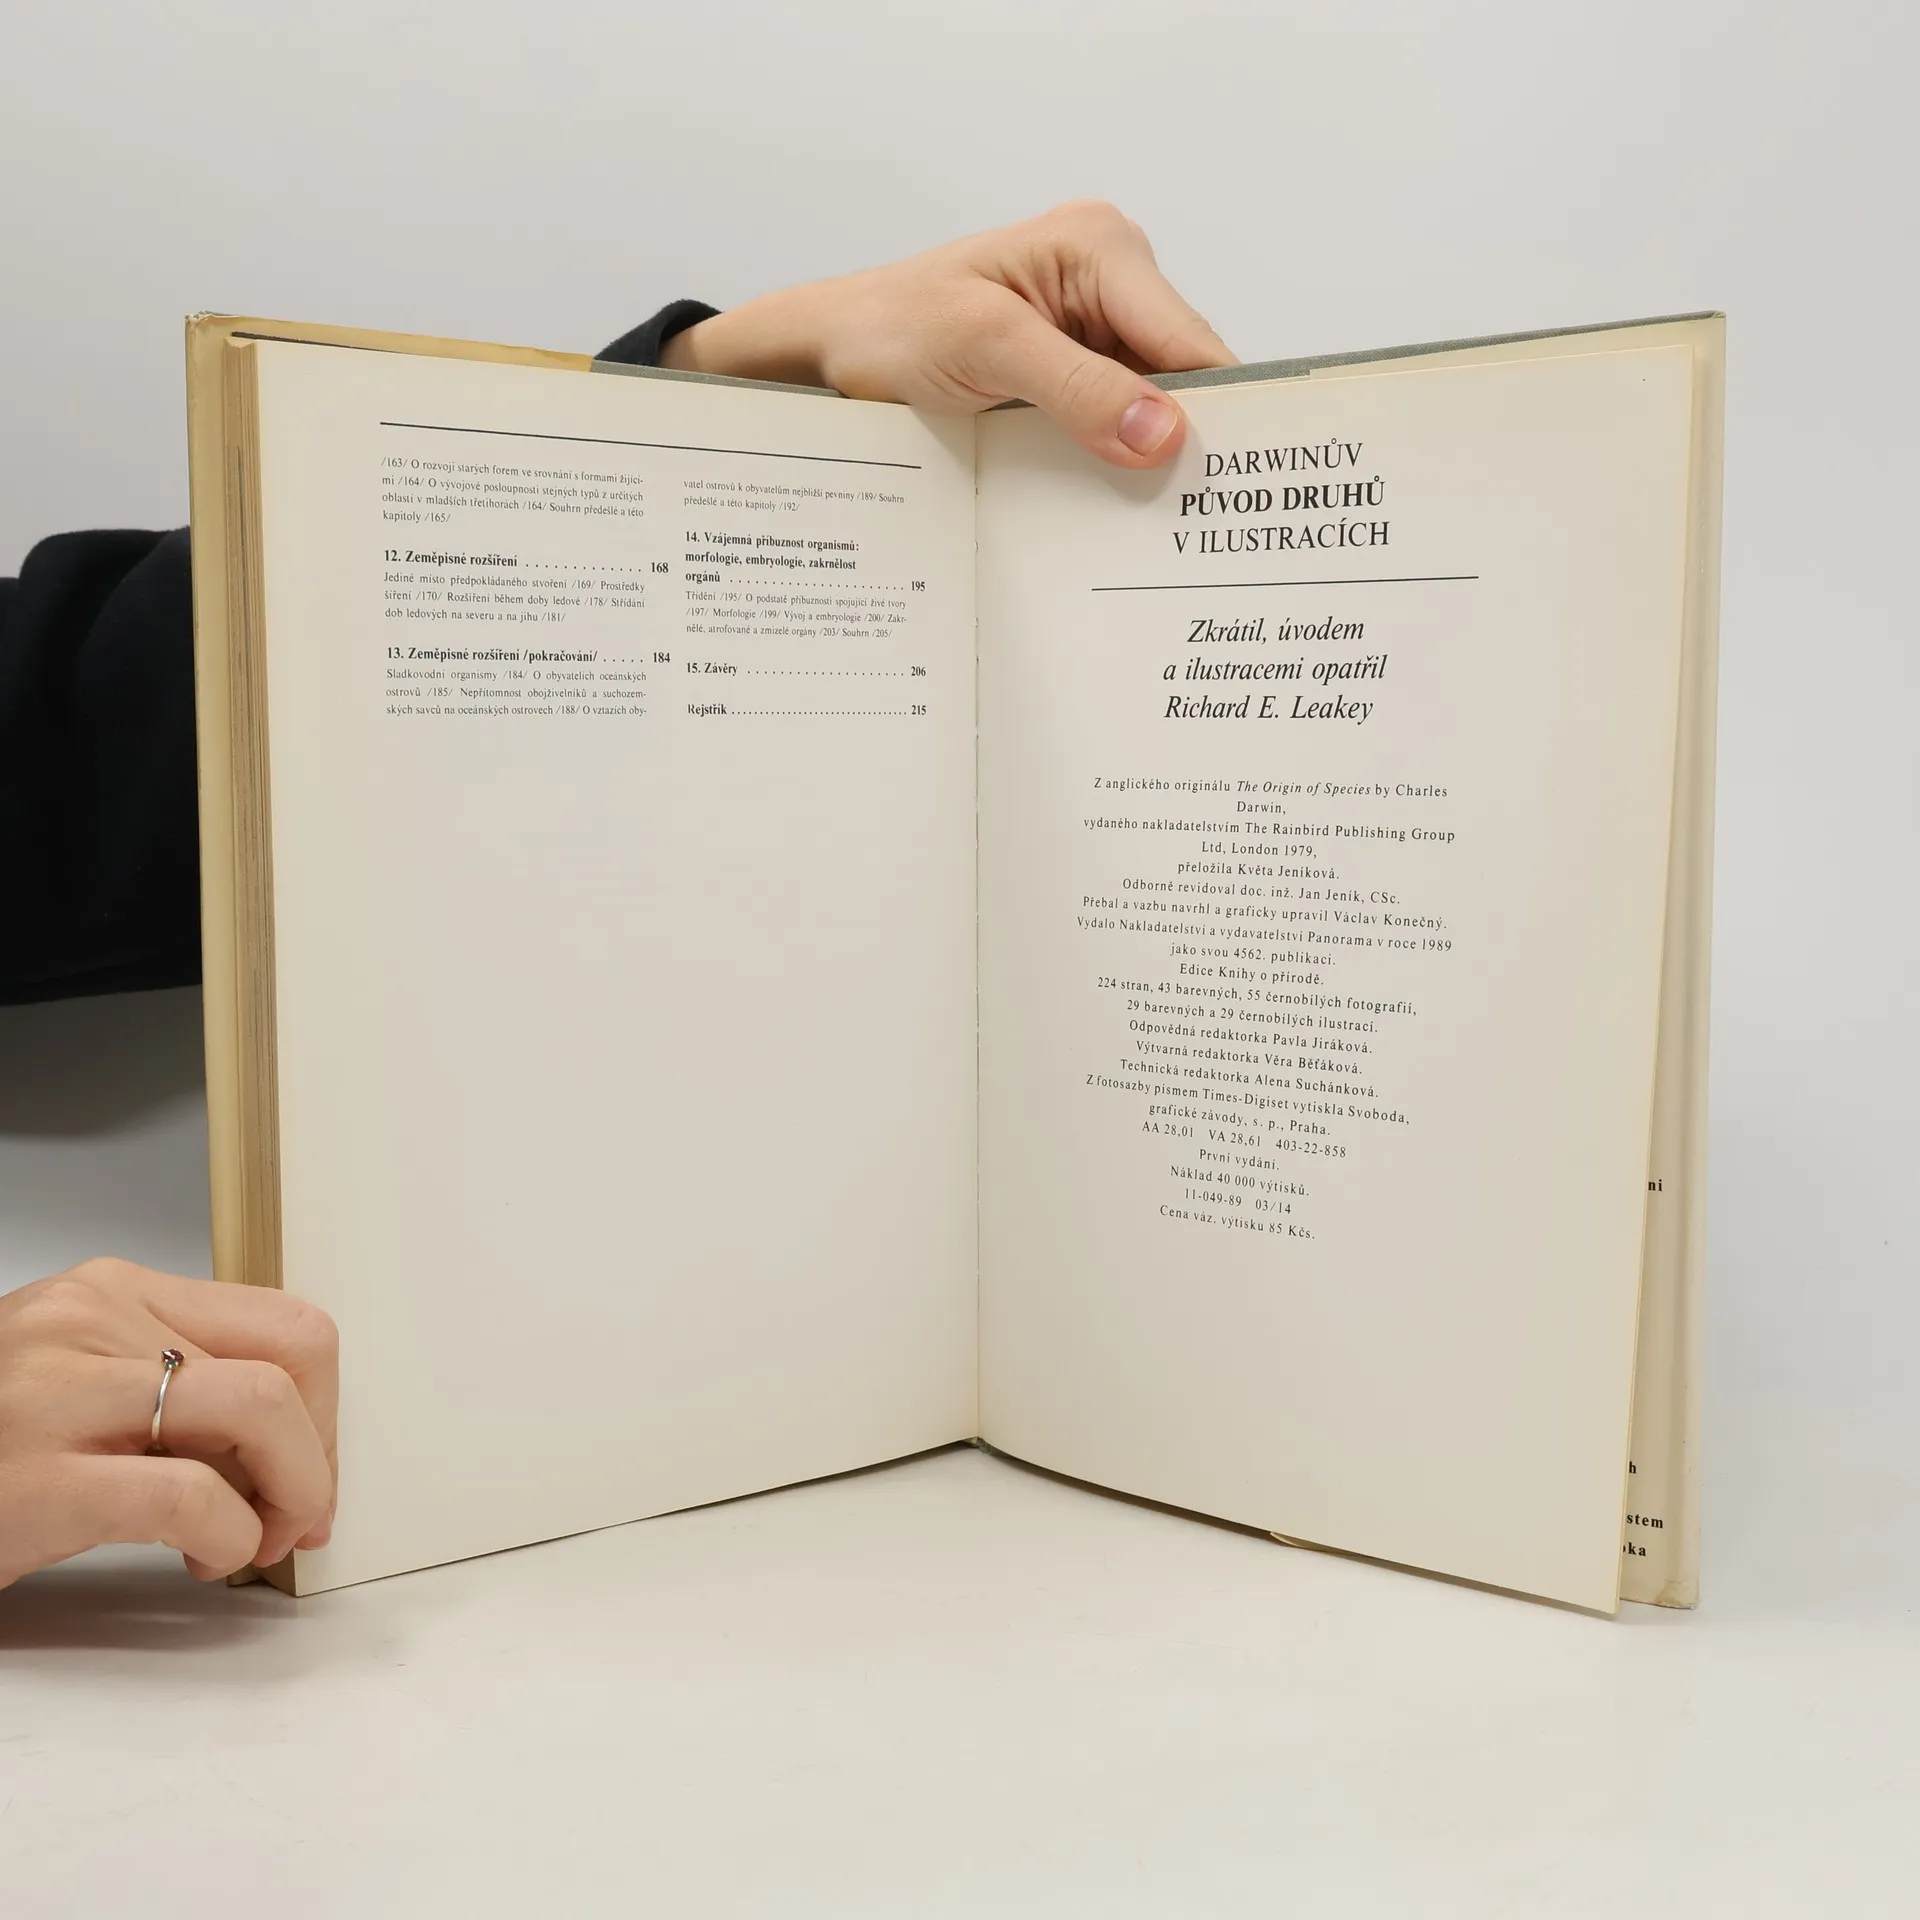 /163/ O rozvoji starých forem ve srovnání s formami žijící-
mi /164/ O vývojové posloupnosti stejných typů z určitých
oblastí v mladších třetihorách /164/ Souhrn předešlé a této
kapitoly /165/
12. Zeměpisné rozšíření . . . . . . . . . . . . . 168
Jediné místo předpokládaného stvoření /169/ Prostředky
šíření /170/ Rozšíření během doby ledové /178/ Střídání
dob ledových na severu a na jihu /181/
13. Zeměpisné rozšíření /pokračování/ . . . . . 184
Sladkovodní organismy /184/ O obyvatelích oceánských
ostrovů /185/ Nepřítomnost obojživelníků a suchozem-
ských savců na oceánských ostrovech /188/ O vztazích oby-
vatel ostrovů k obyvatelům nejbližší pevniny /189/ Souhrn
předešlé a této kapitoly /192/
14. Vzájemná příbuznost organismů:
morfologie, embryologie, zakrnělost
orgánů . . . . . . . . . . . . . . . . . . . . . . 195
Třídění /195/ O podstatě příbuznosti spojující živé tvory
/197/ Morfologie /199/ Vývoj a embryologie /200/ Zakr-
nělé, atrofované a zmizelé orgány /203/ Souhrn /205/
15. Závěry . . . . . . . . . . . . . . . . . . . . 206
Rejstřík . . . . . . . . . . . . . . . . . . . . . . . . . . . . . . 215
DARWINŮV
PŮVOD DRUHŮ
V ILUSTRACÍCH
Zkrátil, úvodem
a ilustracemi opatřil
Richard E. Leakey
Z anglického originálu The Origin of Species by Charles
Darwin,
vydaného nakladatelstvím The Rainbird Publishing Group
Ltd, London 1979,
přeložila Květa Jeníková.
Odborně revidoval doc. inž. Jan Jeník, CSc.
Přebal a vazbu navrhl a graficky upravil Václav Konečný.
Vydalo Nakladatelství a vydavatelství Panorama v roce 1989
jako svou 4562. publikaci.
Edice Knihy o přírodě.
224 stran, 43 barevných, 55 černobílých fotografií,
29 barevných a 29 černobílých ilustrací.
Odpovědná redaktorka Pavla Jiráková.
Výtvarná redaktorka Věra Běťáková.
Technická redaktorka Alena Suchánková.
Z fotosazby písmem Times-Digiset vytiskla Svoboda,
grafické závody, s. p., Praha.
AA 28,01 VA 28,61 403-22-858
První vydání.
Náklad 40 000 výtisků.
11-049-89 03/14
Cena váz. výtisku 85 Kčs.
ni
h
stem
ka